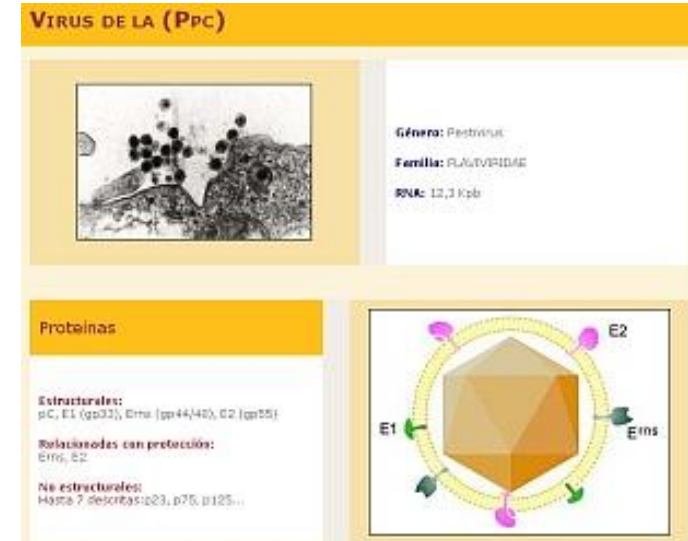 VIRUS DE LA (PPC)
Género: Pestivirus
Familia: FLAVIVIRIDAE
RNA: 12,3 Kpb
Proteinas
Estructurales:
pC, E1 (gp33), Erns (gp44/48), E2 (gp55)
Relacionadas con protección:
Erns, E2
No estructurales:
Hasta 7 descritas:p23, p75, p125...
E2
E1
Erns